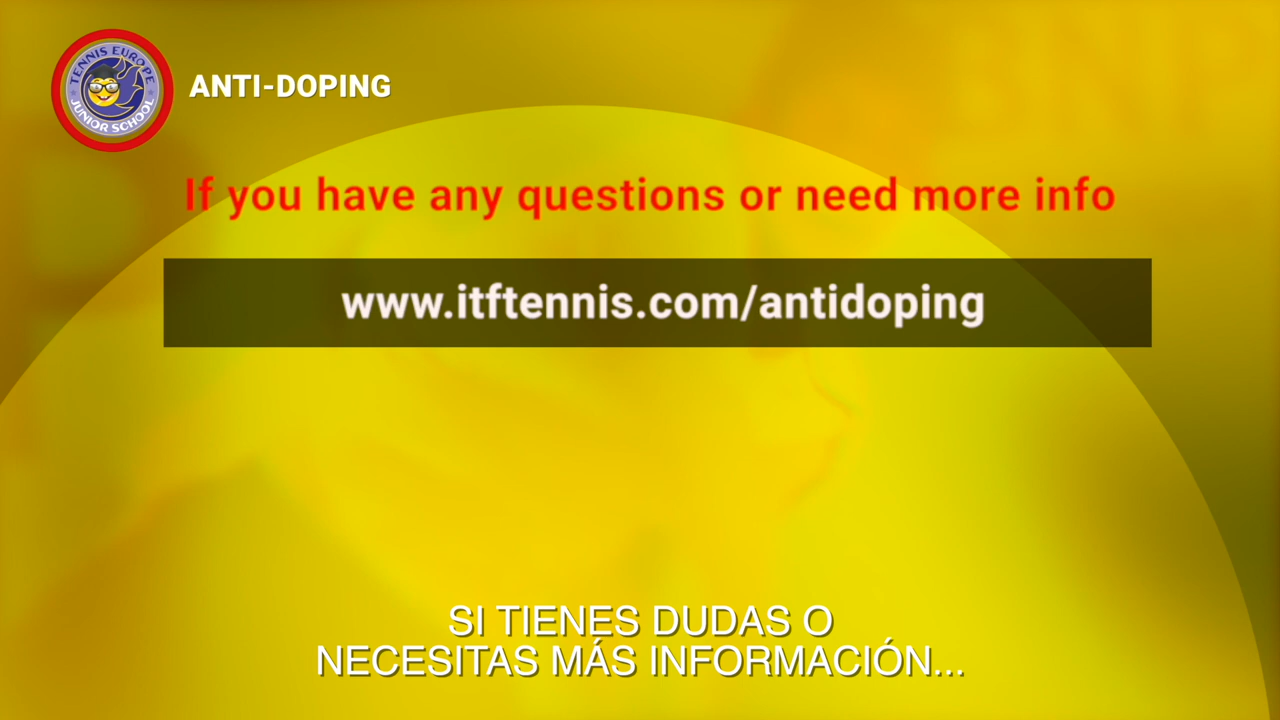 TENNIS EUROPE
JUNIOR SCHOOL
ANTI-DOPING
If you have any questions or need more info
www.itftennis.com/antidoping
SI TIENES DUDAS O
NECESITAS MÁS INFORMACIÓN...